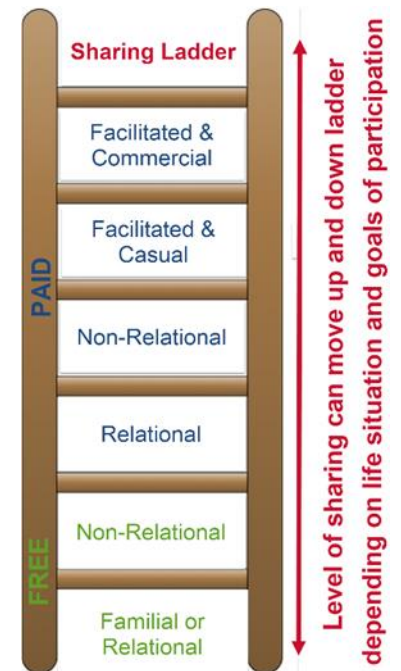 Sharing Ladder
Facilitated &
Commercial
Facilitated &
Casual
Non-Relational
Relational
Non-Relational
Familial or
Relational
PAID
FREE
Level of sharing can move up and down ladder
depending on life situation and goals of participation